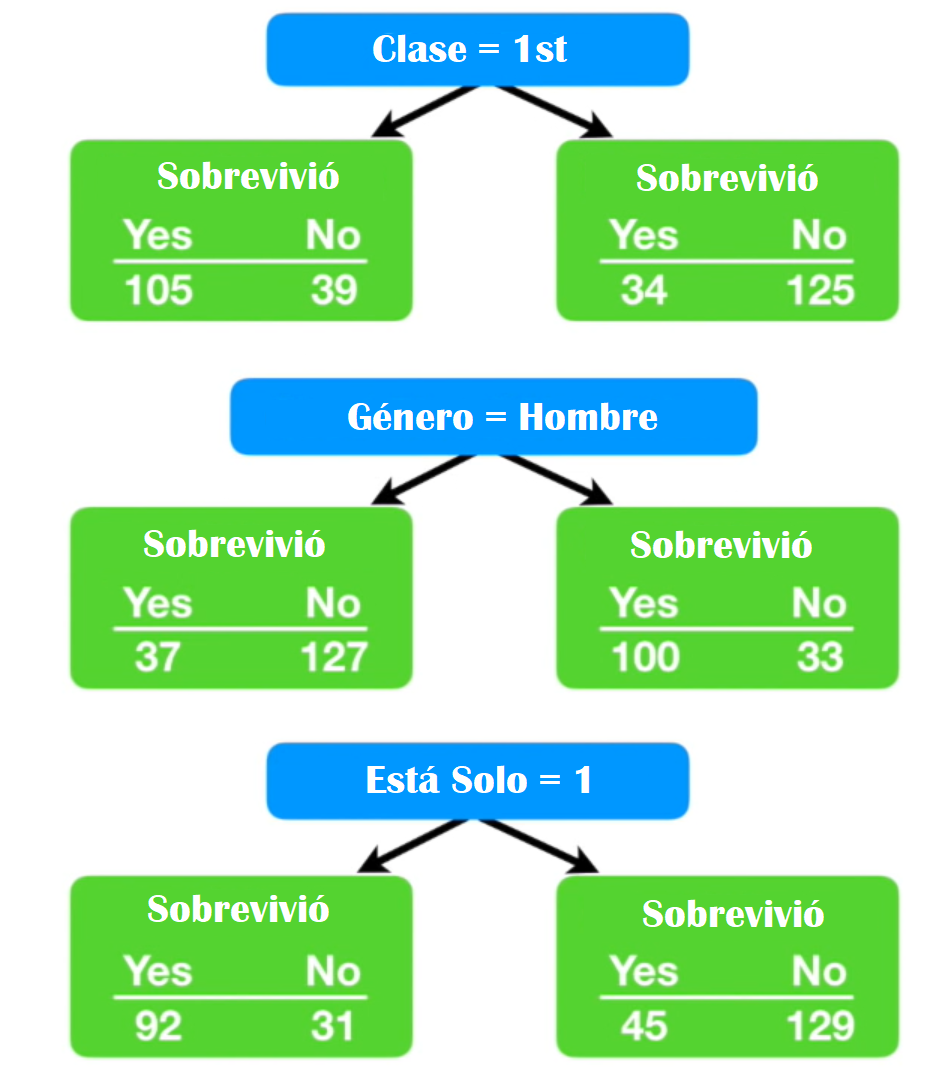 Clase = 1st
Sobrevivió Sobrevivió
Yes No Yes No
105 39 34 125
Género = Hombre
Sobrevivió Sobrevivió
Yes No Yes No
37 127 100 33
Está Solo = 1
Sobrevivió Sobrevivió
Yes No Yes No
92 31 45 129